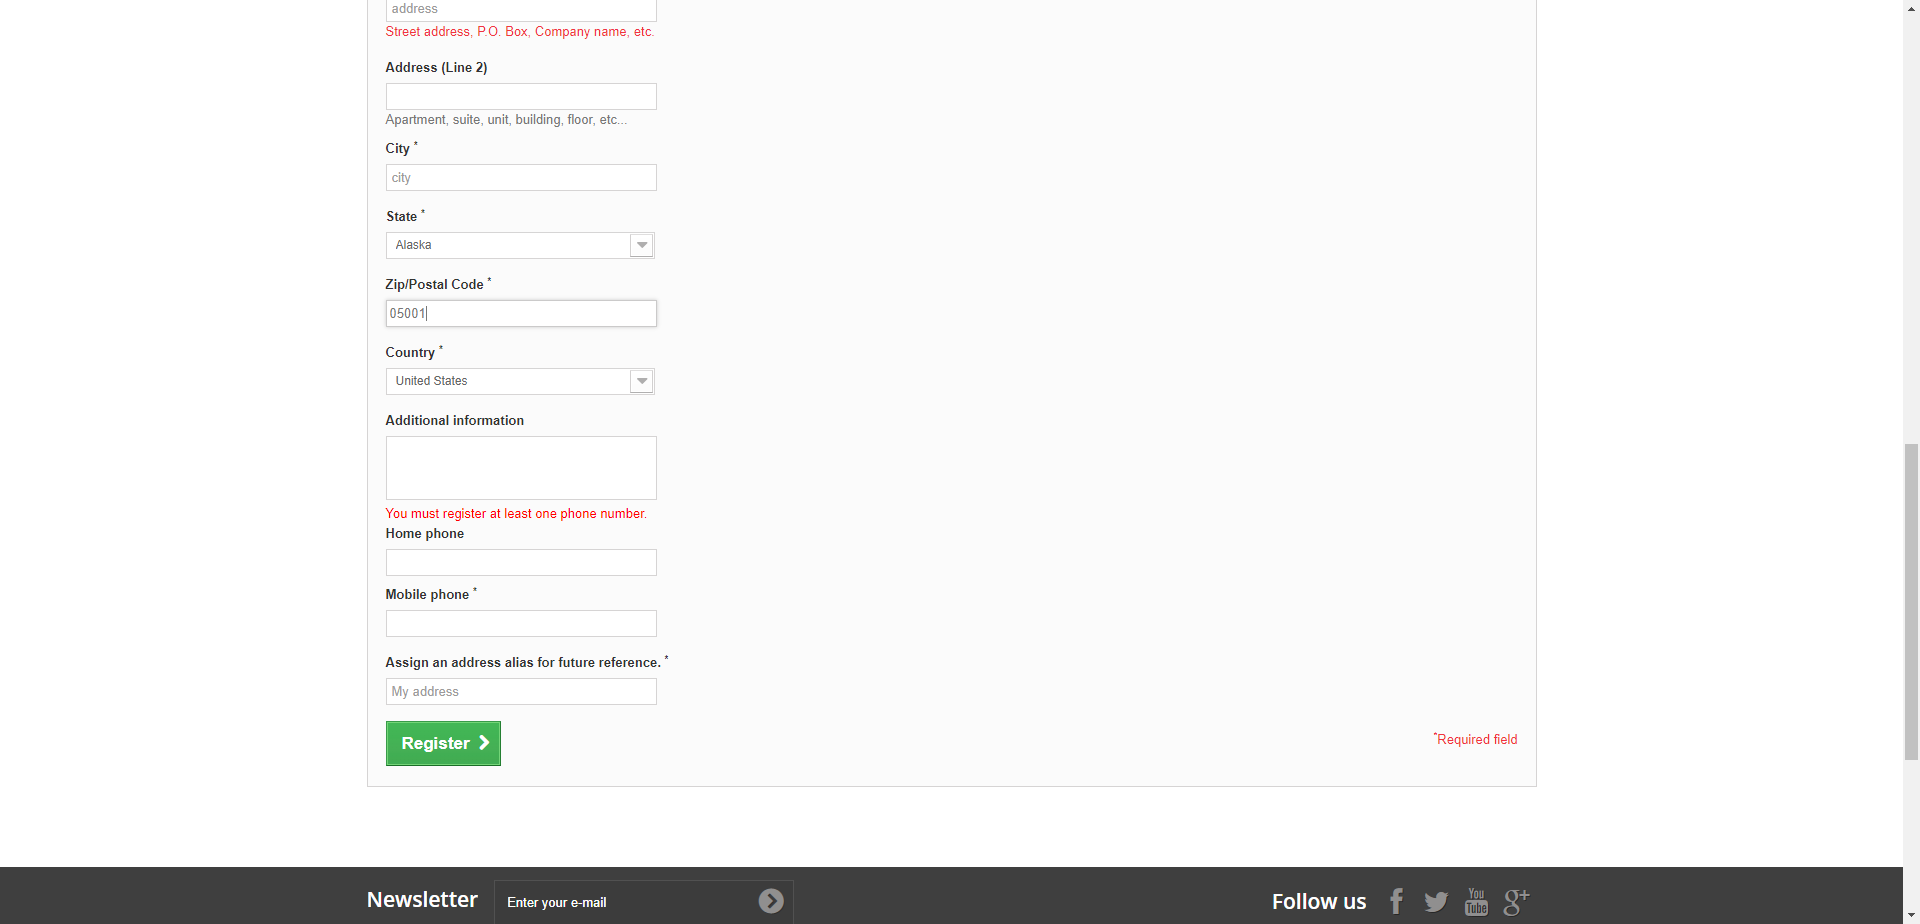 address
Street address, P.O. Box, Company name, etc.
Address (Line 2)
Apartment, suite, unit, building, floor, etc...
City *
city
State *
Alaska
Zip/Postal Code *
05001
Country *
United States
Additional information
You must register at least one phone number.
Home phone
Mobile phone *
Assign an address alias for future reference. *
My address
Register
*Required field
Newsletter
Enter your e-mail
Follow us
f
You
Tube
g+